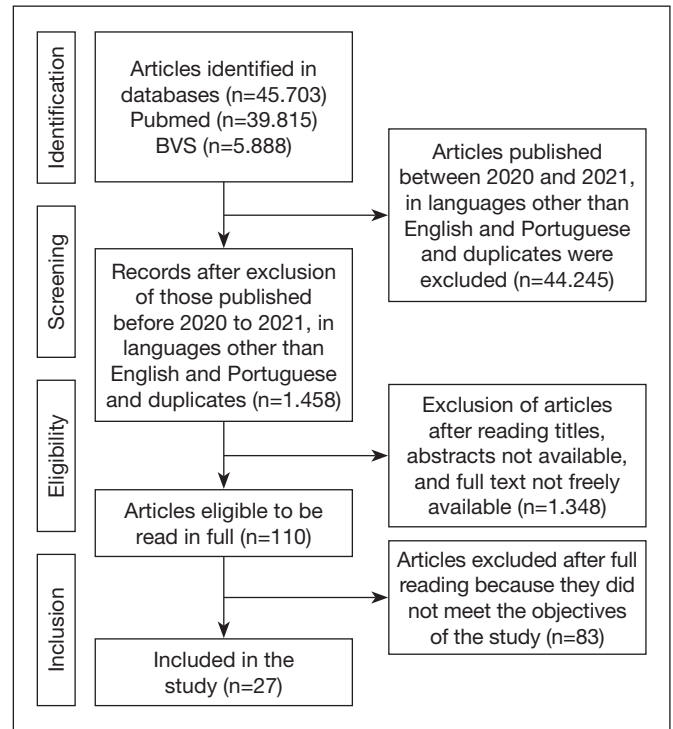 Identification
Articles identified in
databases (n=45.703)
Pubmed (n=39.815)
BVS (n=5.888)
Articles published
between 2020 and 2021,
in languages other than
English and Portuguese
and duplicates were
excluded (n=44.245)
Screening
Records after exclusion
of those published
before 2020 to 2021, in
languages other than
English and Portuguese
and duplicates (n=1.458)
Eligibility
Exclusion of articles
after reading titles,
abstracts not available,
and full text not freely
available (n=1.348)
Articles eligible to be
read in full (n=110)
Inclusion
Articles excluded after full
reading because they did
not meet the objectives
of the study (n=83)
Included in the
study (n=27)